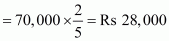 = 70,000 × 2/5 = Rs 28,000